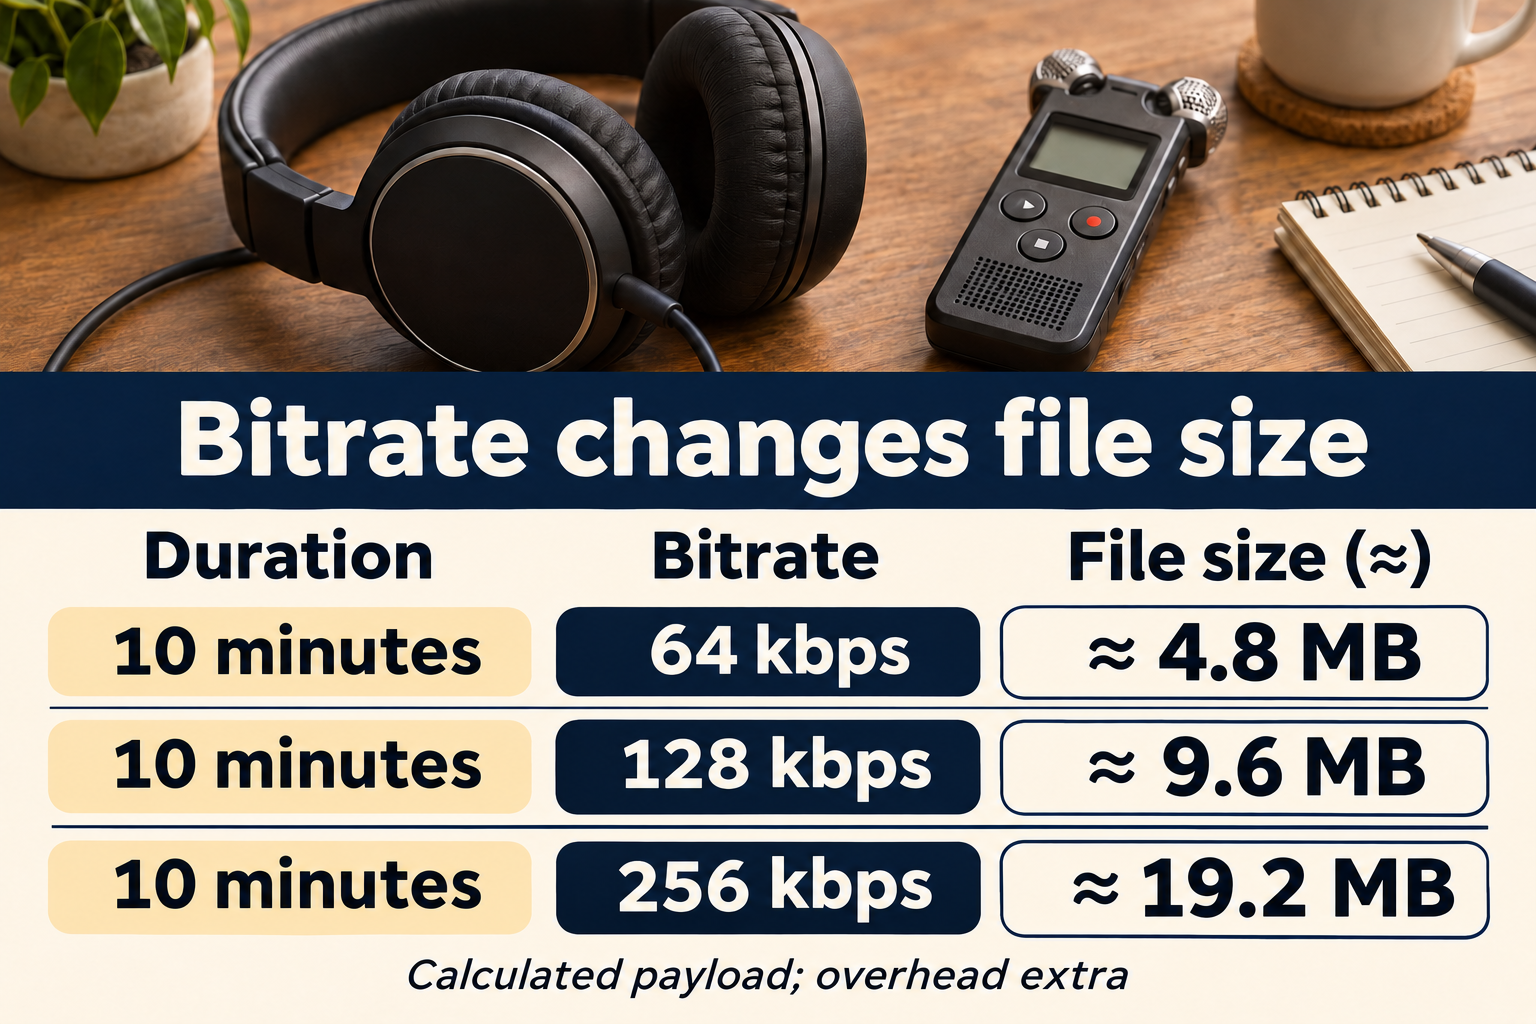 Bitrate changes file size
Duration Bitrate File size (≈)
10 minutes 64 kbps ≈ 4.8 MB
10 minutes 128 kbps ≈ 9.6 MB
10 minutes 256 kbps ≈ 19.2 MB
Calculated payload; overhead extra